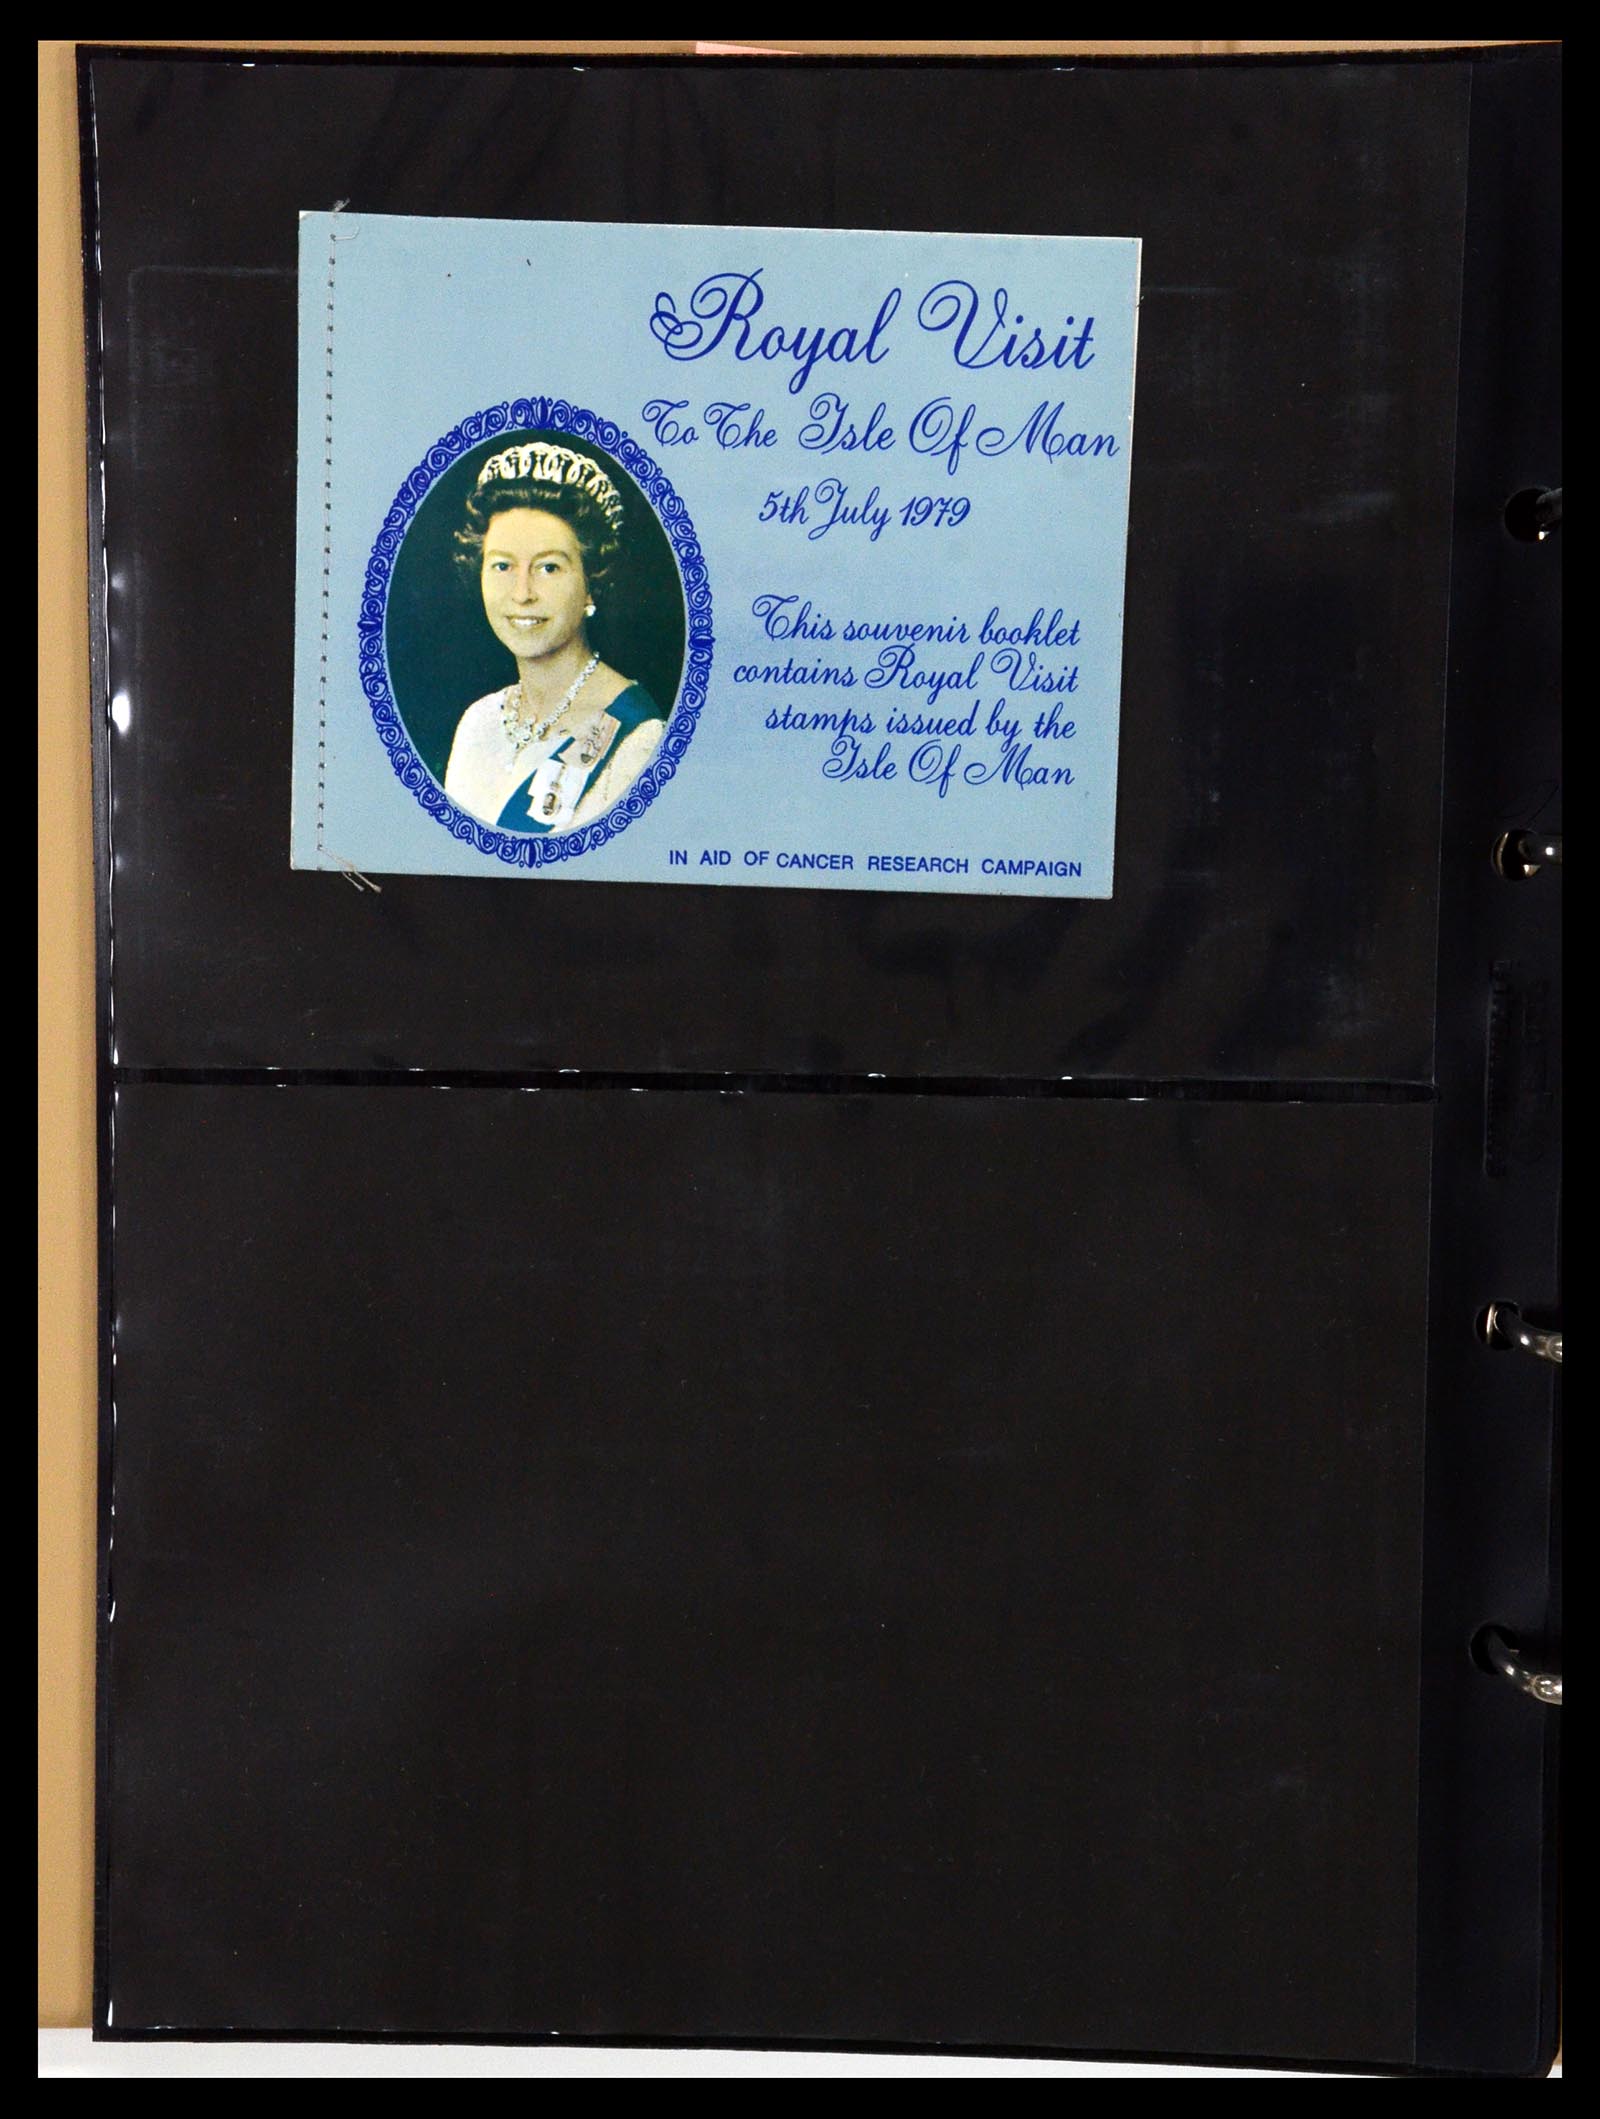 Royal Visit
To The Isle Of Man
5th July 1979
This souvenir booklet
contains Royal Visit
stamps issued by the
Isle Of Man
IN AID OF CANCER RESEARCH CAMPAIGN